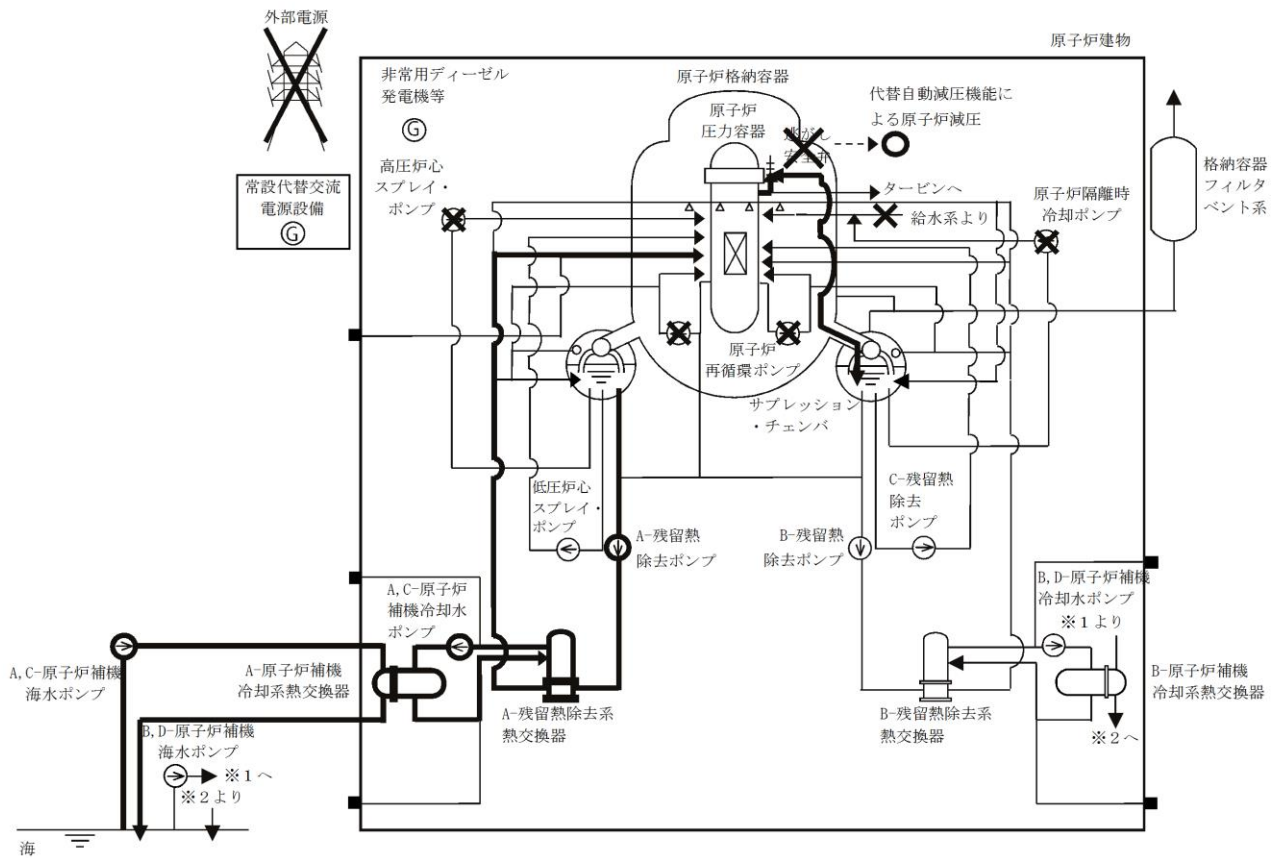 外部電源
原子炉建物
非常用ディーゼル
発電機等
G
原子炉格納容器
原子炉
圧力容器
代替自動減圧機能に
よる原子炉減圧
逃がし
安全弁
常設代替交流
電源設備
G
高圧炉心
スプレイ・
ポンプ
タービンへ
給水系より
原子炉隔離時
冷却ポンプ
格納容器
フィルタ
ベント系
原子炉
再循環ポンプ
サプレッション
・チェンバ
低圧炉心
スプレイ・
ポンプ
A-残留熱
除去ポンプ
B-残留熱
除去ポンプ
C-残留熱
除去
ポンプ
A,C-原子炉
補機冷却水
ポンプ
B,D-原子炉補機
冷却水ポンプ
※1より
A,C-原子炉補機
海水ポンプ
A-原子炉補機
冷却系熱交換器
A-残留熱除去系
熱交換器
B-残留熱除去系
熱交換器
B-原子炉補機
冷却系熱交換器
※2へ
B,D-原子炉補機
海水ポンプ
※1へ
※2より
海